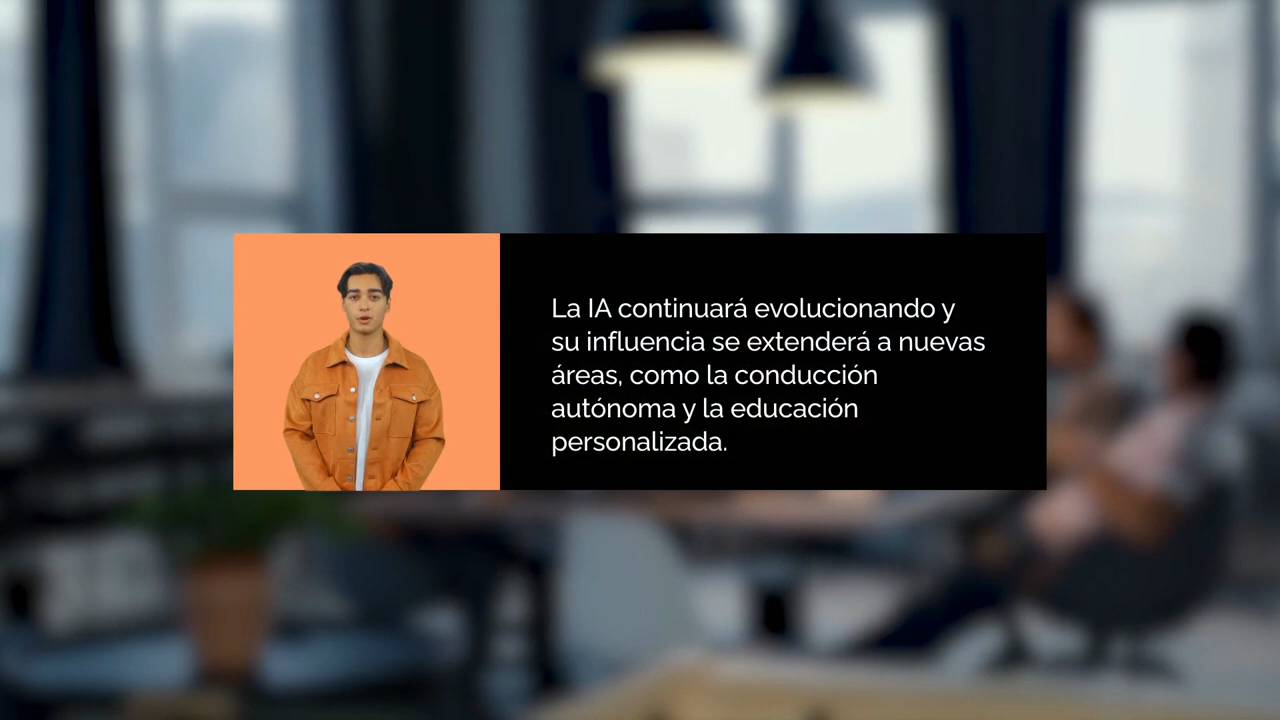 La IA continuará evolucionando y
su influencia se extenderá a nuevas
áreas, como la conducción
autónoma y la educación
personalizada.